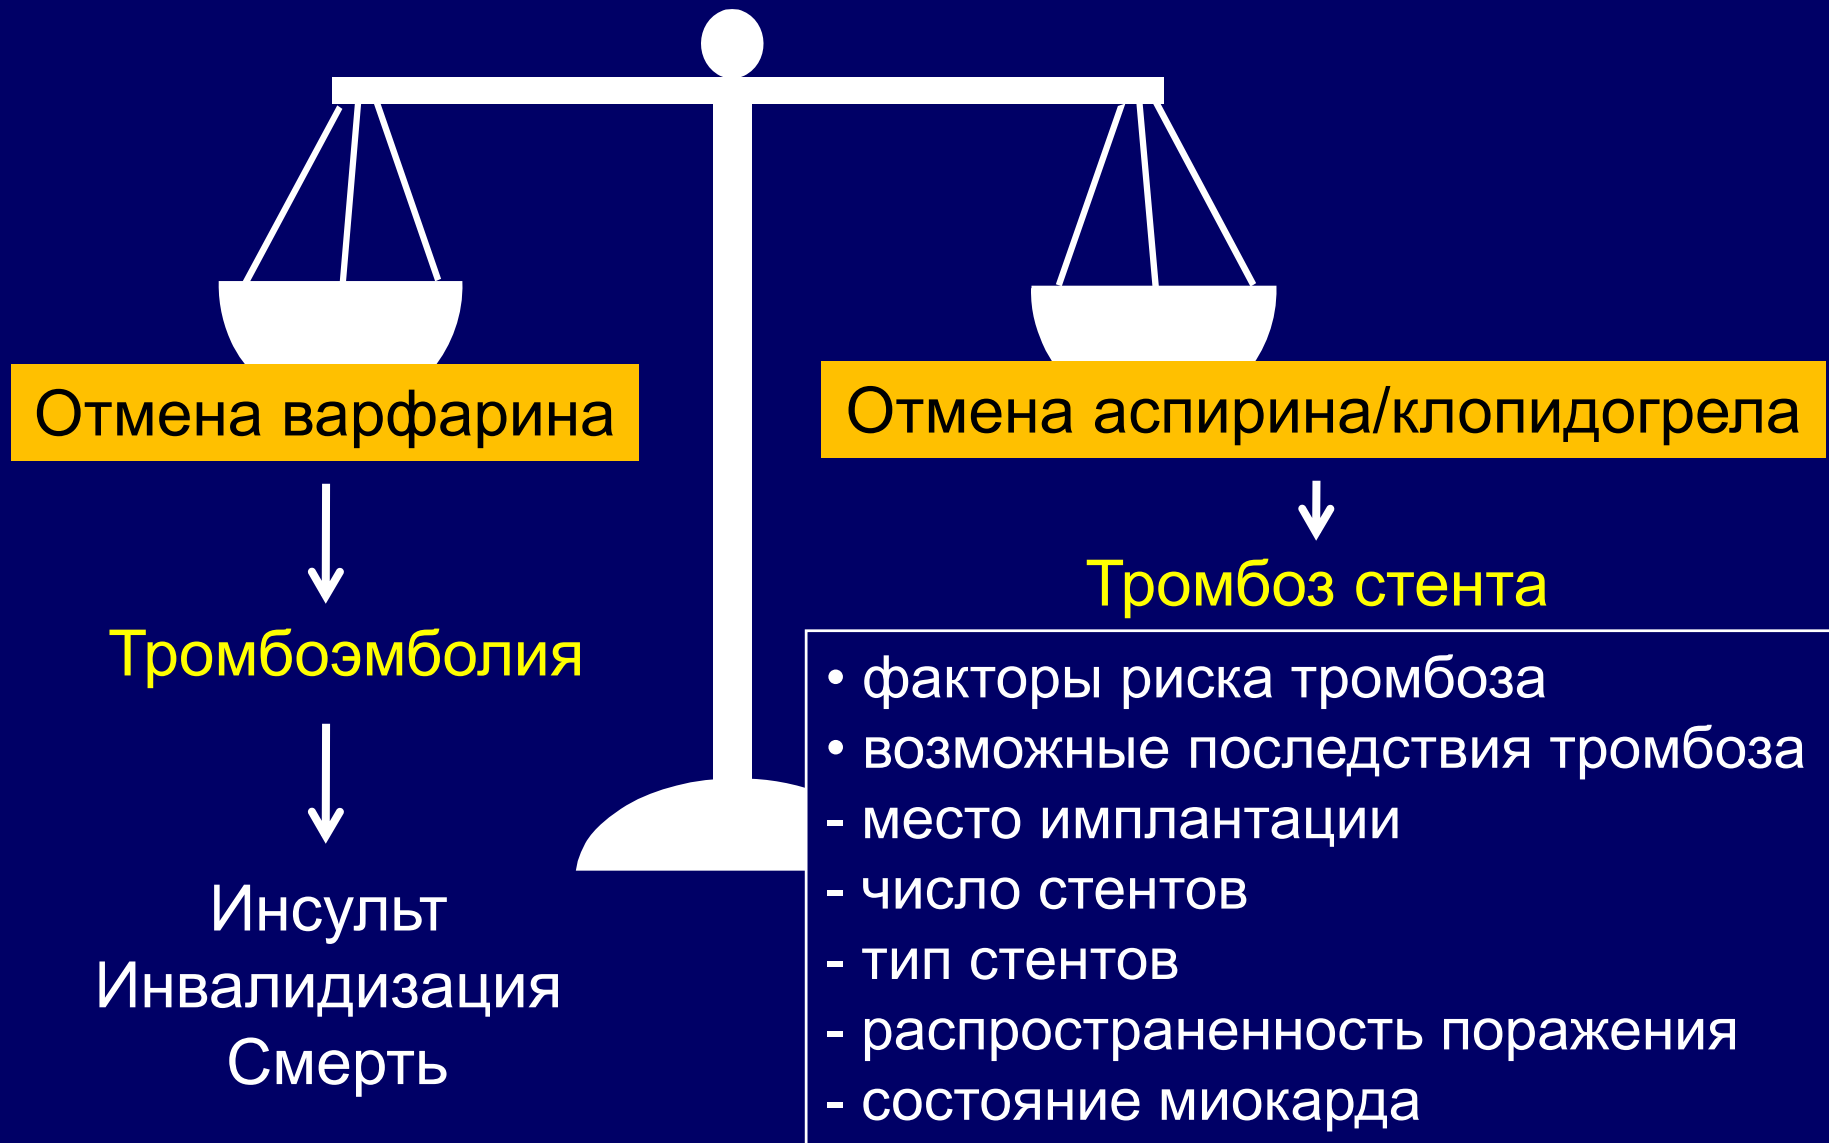 Отмена варфарина
Тромбоэмболия
Инсульт
Инвалидизация
Смерть
Отмена аспирина/клопидогрела
Тромбоз стента
• факторы риска тромбоза
• возможные последствия тромбоза
- место имплантации
- число стентов
- тип стентов
- распространенность поражения
- состояние миокарда